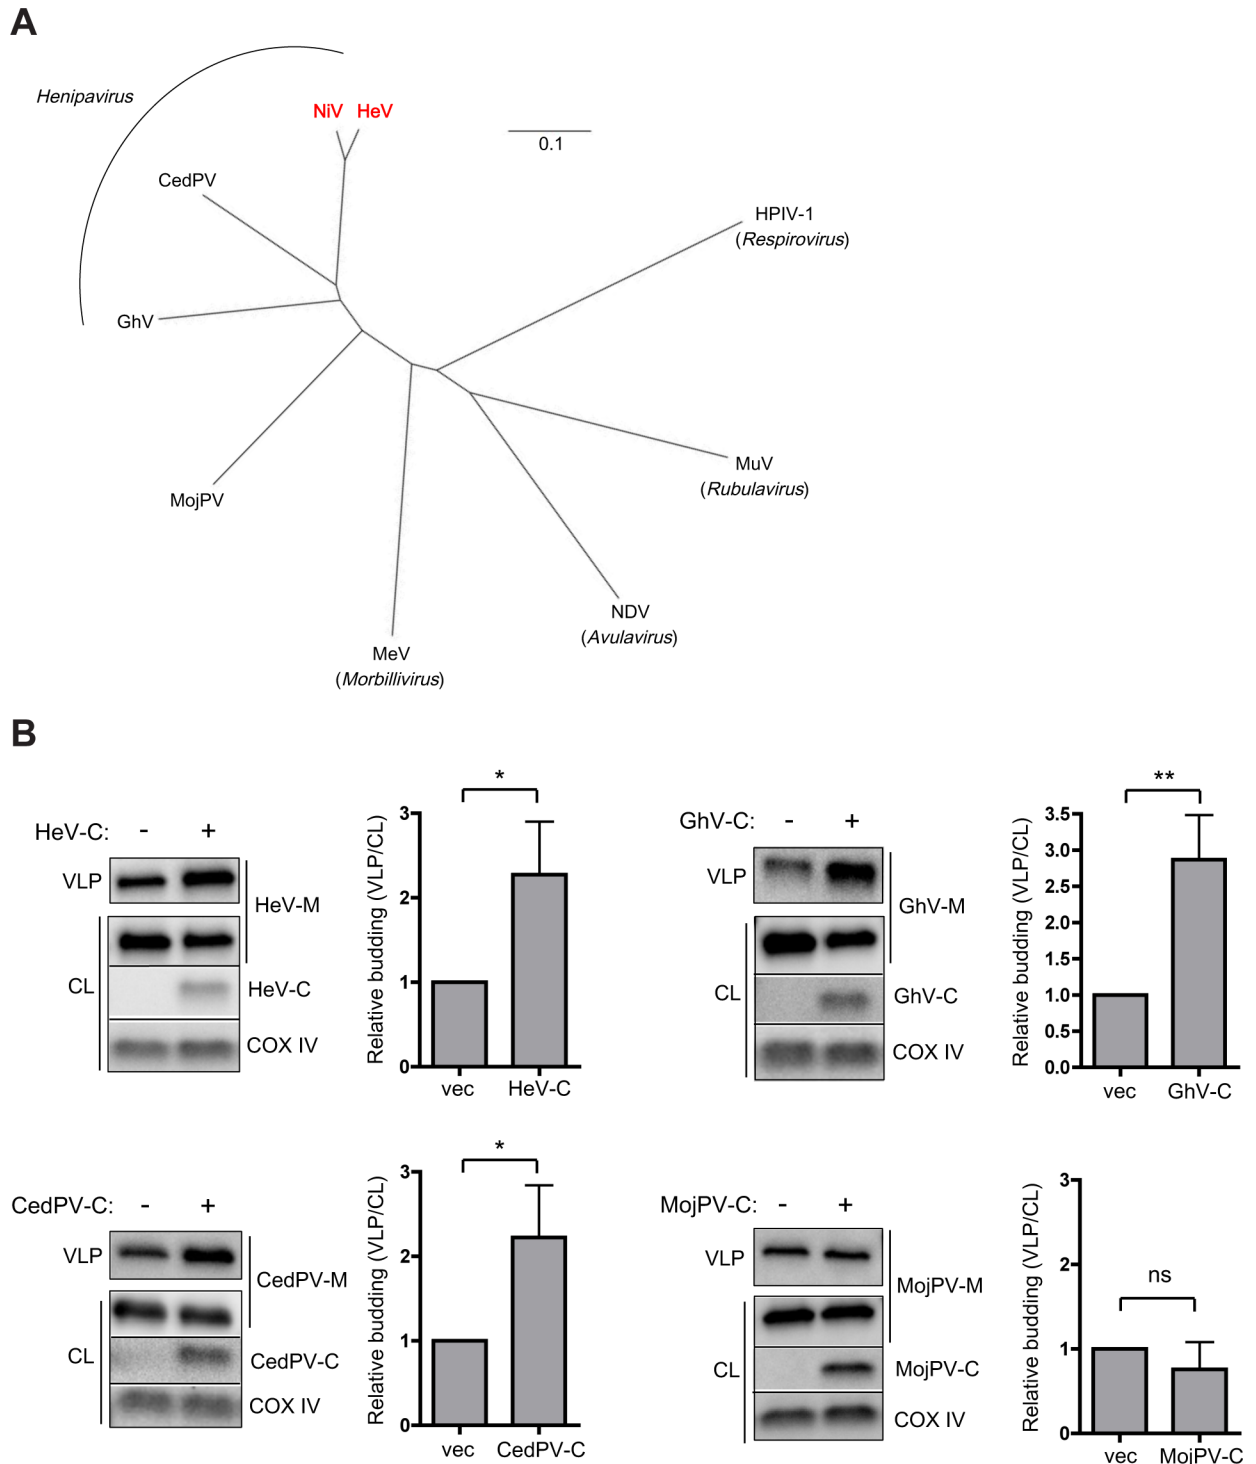 A
Henipavirus
NiV HeV
0.1
CedPV
HPIV-1
(Respirovirus)
GhV
MuV
(Rubulavirus)
MojPV
NDV
(Avulavirus)
MeV
(Morbillivirus)
B
HeV-C: - +
VLP
HeV-M
CL
HeV-C
COX IV
*
Relative budding (VLP/CL)
3
2
1
0
vec HeV-C
GhV-C: - +
VLP
GhV-M
CL
GhV-C
COX IV
**
Relative budding (VLP/CL)
3.5
3.0
2.5
2.0
1.5
1.0
0.5
0.0
vec GhV-C
CedPV-C: - +
VLP
CedPV-M
CL
CedPV-C
COX IV
*
Relative budding (VLP/CL)
3
2
1
0
vec CedPV-C
MojPV-C: - +
VLP
MojPV-M
CL
MojPV-C
COX IV
ns
Relative budding (VLP/CL)
3
2
1
0
vec MojPV-C